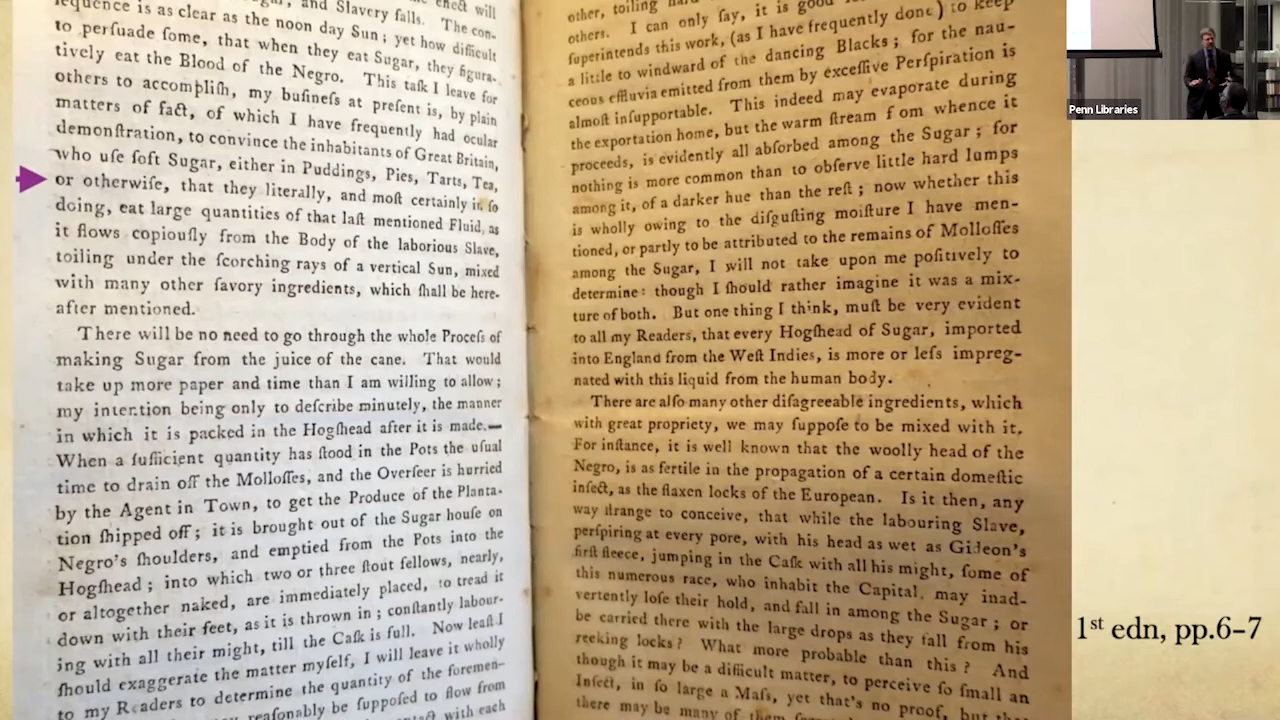 and Slavery falls. The con-
sequence is as clear as the noon day Sun; yet how difficult
to perſuade ſome, that when they eat Sugar, they figura-
tively eat the Blood of the Negro. This taſk I leave for
others to accompliſh, my buſineſs at preſent is, by plain
matters of fact, of which I have frequently had ocular
demonſtration, to convince the inhabitants of Great Britain,
who uſe ſoft Sugar, either in Puddings, Pies, Tarts, Tea,
or otherwiſe, that they literally, and moſt certainly in ſo
doing, eat large quantities of that laſt mentioned Fluid, as
it flows copiouſly from the Body of the laborious Slave,
toiling under the ſcorching rays of a vertical Sun, mixed
with many other ſavory ingredients, which ſhall be here-
after mentioned.
There will be no need to go through the whole Proceſs of
making Sugar from the juice of the cane. That would
take up more paper and time than I am willing to allow;
my intention being only to deſcribe minutely, the manner
in which it is packed in the Hogſhead after it is made.—
When a ſufficient quantity has ſtood in the Pots the uſual
time to drain off the Molloſſes, and the Overſeer is hurried
by the Agent in Town, to get the Produce of the Planta-
tion ſhipped off; it is brought out of the Sugar houſe on
Negro's ſhoulders, and emptied from the Pots into the
Hogſhead; into which two or three ſtout fellows, nearly,
or altogether naked, are immediately placed, to tread it
down with their feet, as it is thrown in; conſtantly labour-
ing with all their might, till the Caſk is full. Now leaſt I
ſhould exaggerate the matter myſelf, I will leave it wholly
to my Readers to determine the quantity of the foremen-
reaſonably be ſuppoſed to flow from
with each
other, toiling
others. I can only ſay, it is good
ſuperintends this work, (as I have frequently done) to keep
a little to windward of the dancing Blacks; for the nau-
ceous effluvia emitted from them by exceſſive Perſpiration is
almoſt inſupportable. This indeed may evaporate during
the exportation home, but the warm ſtream f om whence it
proceeds, is evidently all abſorbed among the Sugar; for
nothing is more common than to obſerve little hard lumps
among it, of a darker hue than the reſt; now whether this
is wholly owing to the diſguſting moiſture I have men-
tioned, or partly to be attributed to the remains of Molloſſes
among the Sugar, I will not take upon me poſitively to
determine: though I ſhould rather imagine it was a mix-
ture of both. But one thing I think, muſt be very evident
to all my Readers, that every Hogſhead of Sugar, imported
into England from the Weſt Indies, is more or leſs impreg-
nated with this liquid from the human body.
There are alſo many other diſagreeable ingredients, which
with great propriety, we may ſuppoſe to be mixed with it.
For inſtance, it is well known that the woolly head of the
Negro, is as fertile in the propagation of a certain domeſtic
inſect, as the flaxen locks of the European. Is it then, any
way ſtrange to conceive, that while the labouring Slave,
perſpiring at every pore, with his head as wet as Gideon's
firſt fleece, jumping in the Caſk with all his might, ſome of
this numerous race, who inhabit the Capital, may inad-
vertently loſe their hold, and fall in among the Sugar; or
be carried there with the large drops as they fall from his
reeking locks? What more probable than this? And
though it may be a difficult matter, to perceive ſo ſmall an
Inſect, in ſo large a Maſs, yet that's no proof, but
there may be many of them
Penn Libraries
1st edn, pp.6–7